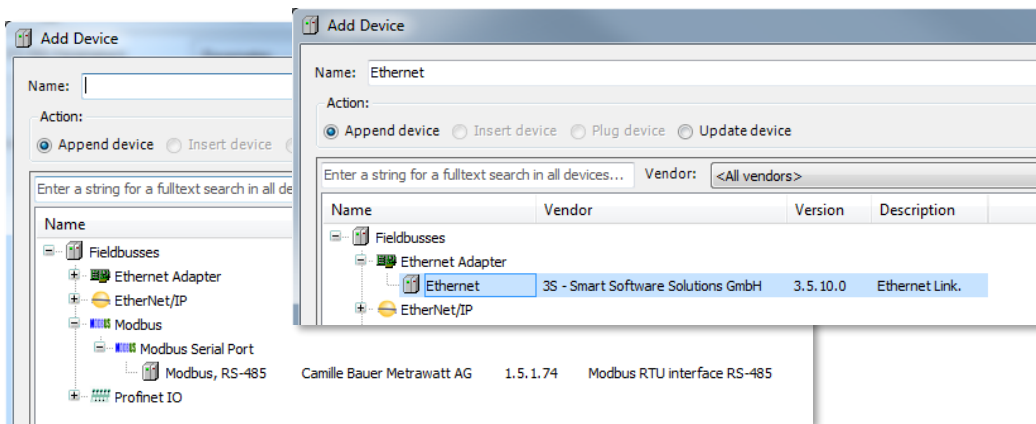 Add Device
Name:
Action:
Append device Insert device
Enter a string for a fulltext search in all de
Name
Fieldbusses
Ethernet Adapter
EtherNet/IP
Modbus
Modbus Serial Port
Modbus, RS-485 Camille Bauer Metrawatt AG 1.5.1.74 Modbus RTU interface RS-485
Profinet IO
Add Device
Name: Ethernet
Action:
Append device Insert device Plug device Update device
Enter a string for a fulltext search in all devices... Vendor: <All vendors>
Name Vendor Version Description
Fieldbusses
Ethernet Adapter
Ethernet 3S - Smart Software Solutions GmbH 3.5.10.0 Ethernet Link.
EtherNet/IP